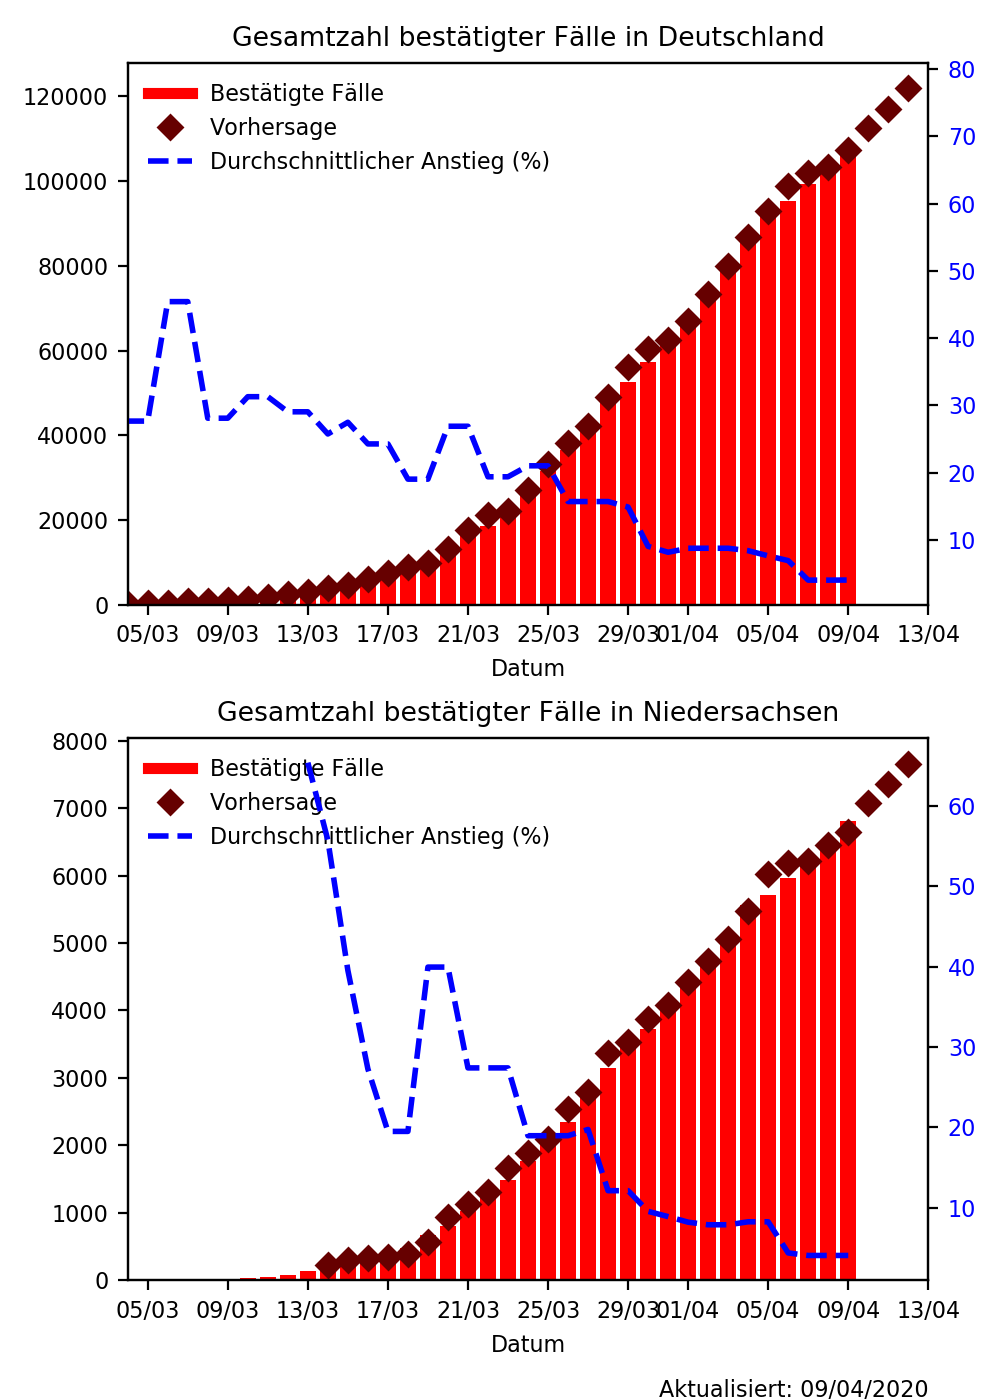 Gesamtzahl bestätigter Fälle in Deutschland
Bestätigte Fälle
Vorhersage
Durchschnittlicher Anstieg (%)
120000
100000
80000
60000
40000
20000
0
80
70
60
50
40
30
20
10
05/03 09/03 13/03 17/03 21/03 25/03 29/03 01/04 05/04 09/04 13/04
Datum
Gesamtzahl bestätigter Fälle in Niedersachsen
Bestätigte Fälle
Vorhersage
Durchschnittlicher Anstieg (%)
8000
7000
6000
5000
4000
3000
2000
1000
0
60
50
40
30
20
10
05/03 09/03 13/03 17/03 21/03 25/03 29/03 01/04 05/04 09/04 13/04
Datum
Aktualisiert: 09/04/2020